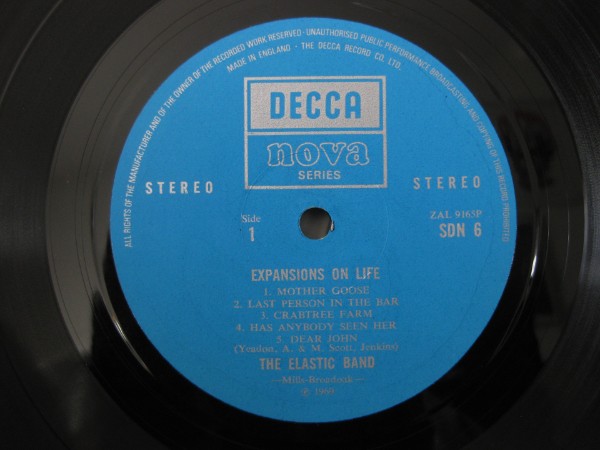 ALL RIGHTS OF THE MANUFACTURER AND OF THE OWNER OF THE RECORDED WORK RESERVED · UNAUTHORISED PUBLIC PERFORMANCE BROADCASTING AND COPYING OF THIS RECORD PROHIBITED
MADE IN ENGLAND · THE DECCA RECORD CO. LTD.
DECCA
nova
SERIES
STEREO STEREO
Side ZAL 9165P
1 SDN 6
EXPANSIONS ON LIFE
1. MOTHER GOOSE
2. LAST PERSON IN THE BAR
3. CRABTREE FARM
4. HAS ANYBODY SEEN HER
5. DEAR JOHN
(Yeadon, A. & M. Scott, Jenkins)
THE ELASTIC BAND
—Mills-Broadoak—
℗ 1969